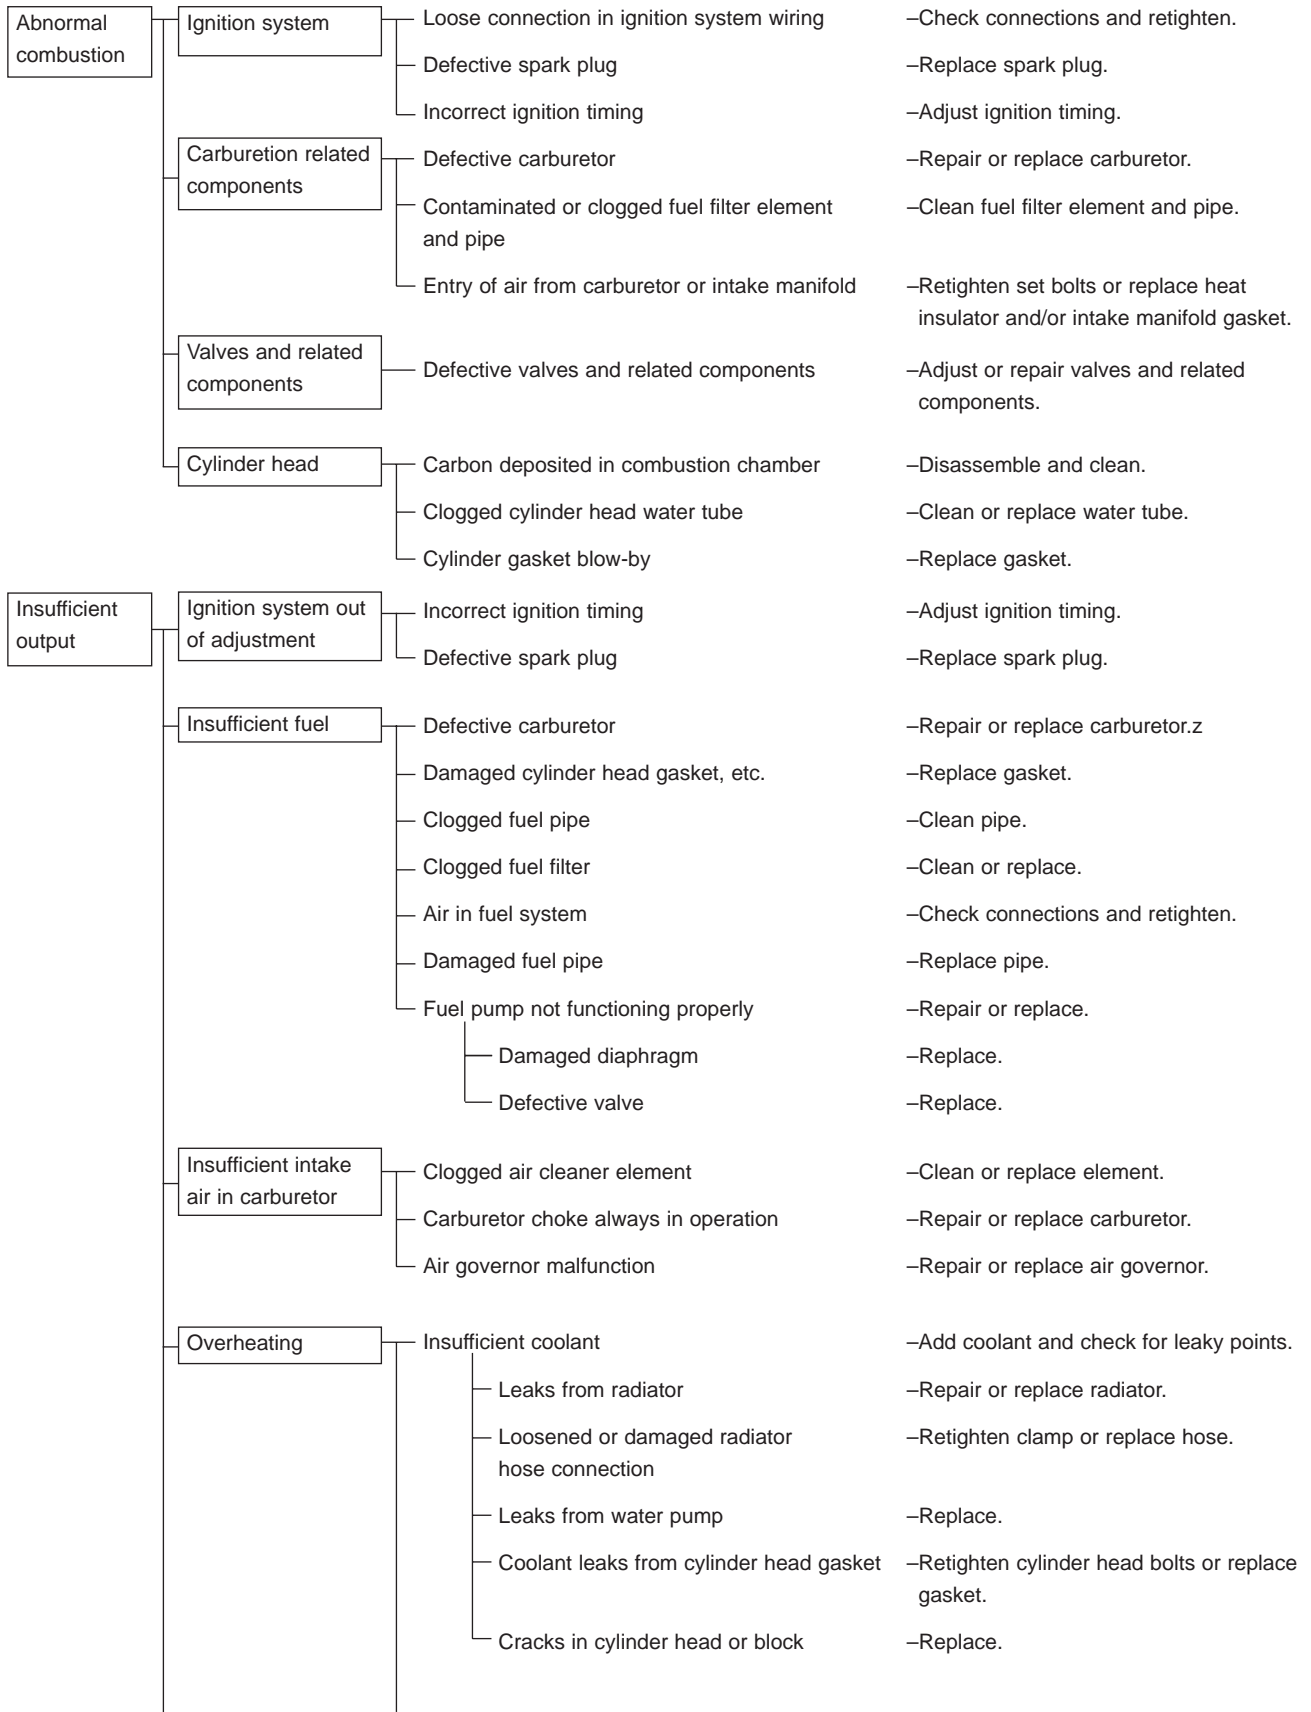 Abnormal
combustion
Ignition system
Loose connection in ignition system wiring
–Check connections and retighten.
Defective spark plug
–Replace spark plug.
Incorrect ignition timing
–Adjust ignition timing.
Carburetion related
components
Defective carburetor
–Repair or replace carburetor.
Contaminated or clogged fuel filter element
and pipe
–Clean fuel filter element and pipe.
Entry of air from carburetor or intake manifold
–Retighten set bolts or replace heat
insulator and/or intake manifold gasket.
Valves and related
components
Defective valves and related components
–Adjust or repair valves and related
components.
Cylinder head
Carbon deposited in combustion chamber
–Disassemble and clean.
Clogged cylinder head water tube
–Clean or replace water tube.
Cylinder gasket blow-by
–Replace gasket.
Insufficient
output
Ignition system out
of adjustment
Incorrect ignition timing
–Adjust ignition timing.
Defective spark plug
–Replace spark plug.
Insufficient fuel
Defective carburetor
–Repair or replace carburetor.z
Damaged cylinder head gasket, etc.
–Replace gasket.
Clogged fuel pipe
–Clean pipe.
Clogged fuel filter
–Clean or replace.
Air in fuel system
–Check connections and retighten.
Damaged fuel pipe
–Replace pipe.
Fuel pump not functioning properly
–Repair or replace.
Damaged diaphragm
–Replace.
Defective valve
–Replace.
Insufficient intake
air in carburetor
Clogged air cleaner element
–Clean or replace element.
Carburetor choke always in operation
–Repair or replace carburetor.
Air governor malfunction
–Repair or replace air governor.
Overheating
Insufficient coolant
–Add coolant and check for leaky points.
Leaks from radiator
–Repair or replace radiator.
Loosened or damaged radiator
hose connection
–Retighten clamp or replace hose.
Leaks from water pump
–Replace.
Coolant leaks from cylinder head gasket
–Retighten cylinder head bolts or replace
gasket.
Cracks in cylinder head or block
–Replace.